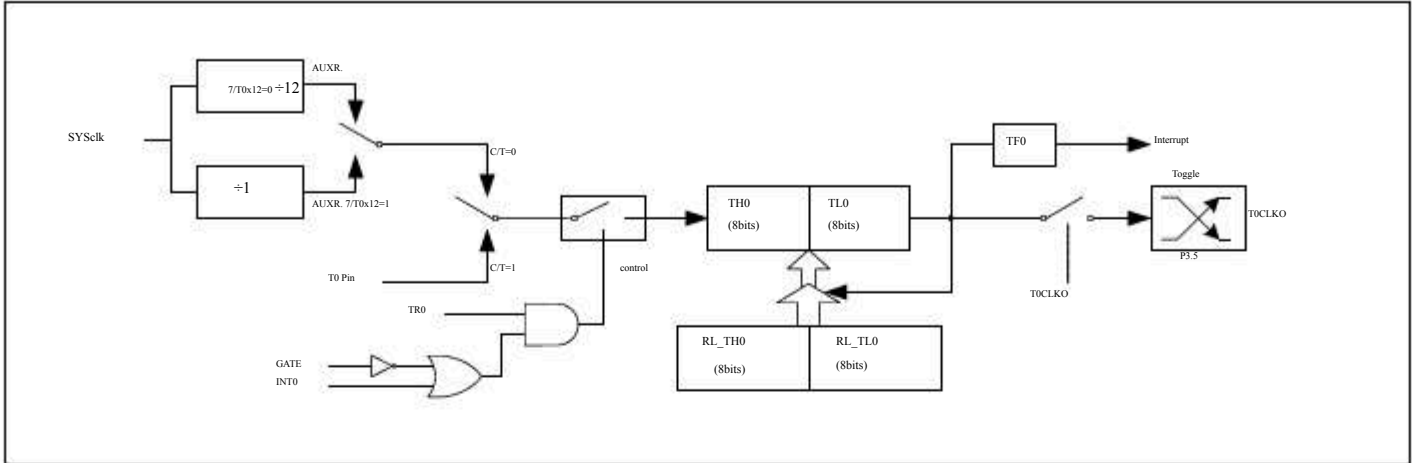 AUXR.
7/T0x12=0 ÷12
SYSclk
÷1
AUXR. 7/T0x12=1
C/T=0
C/T=1
T0 Pin
control
TR0
GATE
INT0
TH0
(8bits)
TL0
(8bits)
RL_TH0
(8bits)
RL_TL0
(8bits)
TF0
Interrupt
Toggle
T0CLKO
P3.5
T0CLKO